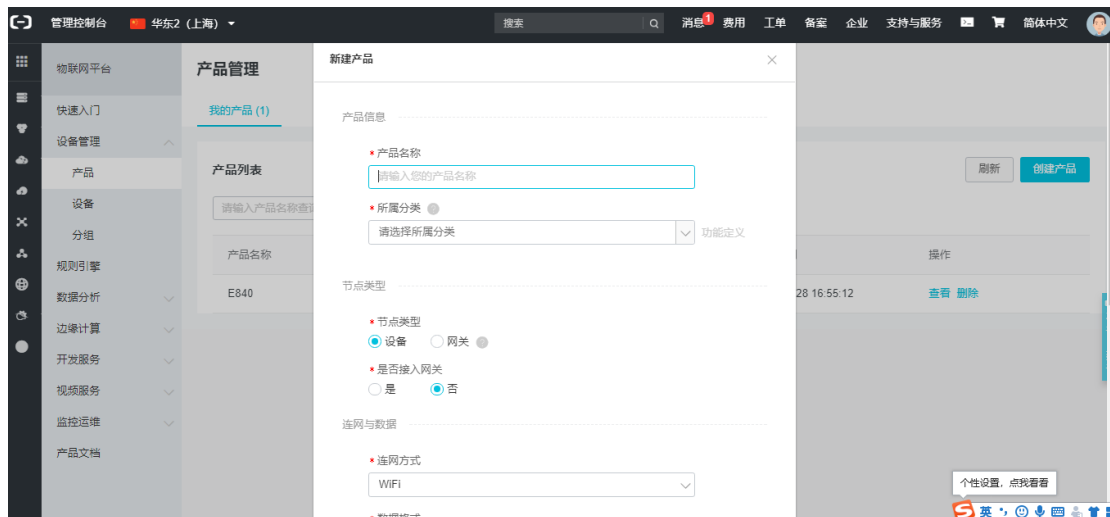 管理控制台 华东2（上海） 搜索 消息 1 费用 工单 备案 企业 支持与服务 简体中文
物联网平台
快速入门
设备管理
产品
设备
分组
规则引擎
数据分析
边缘计算
开发服务
视频服务
监控运维
产品文档
产品管理
我的产品 (1)
产品列表
刷新 创建产品
请输入产品名称查
产品名称 操作
E840 28 16:55:12 查看 删除
新建产品
产品信息
* 产品名称
请输入您的产品名称
* 所属分类 ?
请选择所属分类 功能定义
节点类型
* 节点类型
设备 网关 ?
* 是否接入网关
是 否
连网与数据
* 连网方式
WiFi
* 数据格式
个性设置，点我看看
英